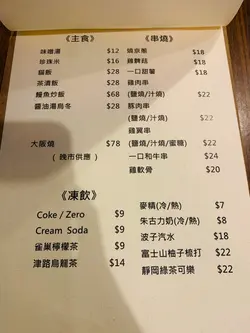 《主食》
味噌湯 $12
珍珠米 $16
貓飯 $28
茶漬飯 $28
鰻魚炒飯 $68
醬油湯烏冬 $28
大阪燒 $78
( 晚市供應 )
《串燒》
燒京蔥 $18
雞髀菇 $18
一口甜薯 $18
雞肉串
(鹽燒/汁燒) $22
豚肉串
(鹽燒/汁燒) $22
雞翼串
(鹽燒/汁燒/蜜糖) $22
一口和牛串 $24
雞軟骨 $20
《凍飲》
Coke / Zero $9
Cream Soda $9
雀巢檸檬茶 $9
津路烏龍茶 $14
麥精(冷/熱) $7
朱古力奶(冷/熱) $8
波子汽水 $18
富士山柚子梳打 $22
靜岡綠茶可樂 $22